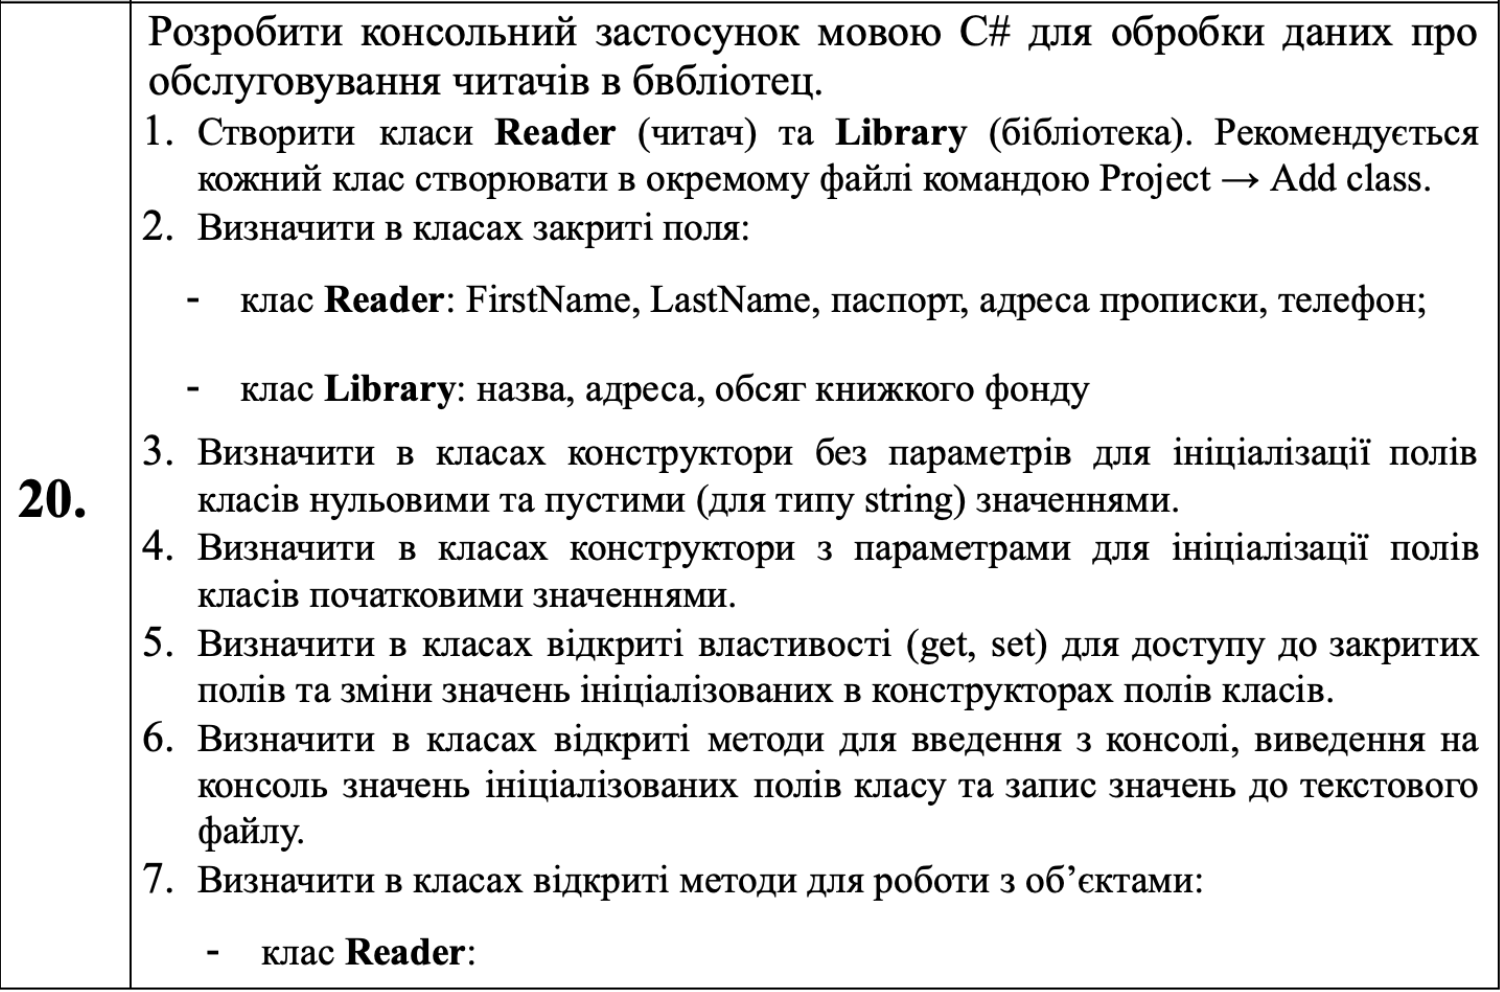 Розробити консольний застосунок мовою C# для обробки даних про
обслуговування читачів в бвбліотец.
1. Створити класи Reader (читач) та Library (бібліотека). Рекомендується
кожний клас створювати в окремому файлі командою Project → Add class.
2. Визначити в класах закриті поля:
- клас Reader: FirstName, LastName, паспорт, адреса прописки, телефон;
- клас Library: назва, адреса, обсяг книжкого фонду
20.
3. Визначити в класах конструктори без параметрів для ініціалізації полів
класів нульовими та пустими (для типу string) значеннями.
4. Визначити в класах конструктори з параметрами для ініціалізації полів
класів початковими значеннями.
5. Визначити в класах відкриті властивості (get, set) для доступу до закритих
полів та зміни значень ініціалізованих в конструкторах полів класів.
6. Визначити в класах відкриті методи для введення з консолі, виведення на
консоль значень ініціалізованих полів класу та запис значень до текстового
файлу.
7. Визначити в класах відкриті методи для роботи з об’єктами:
- клас Reader: